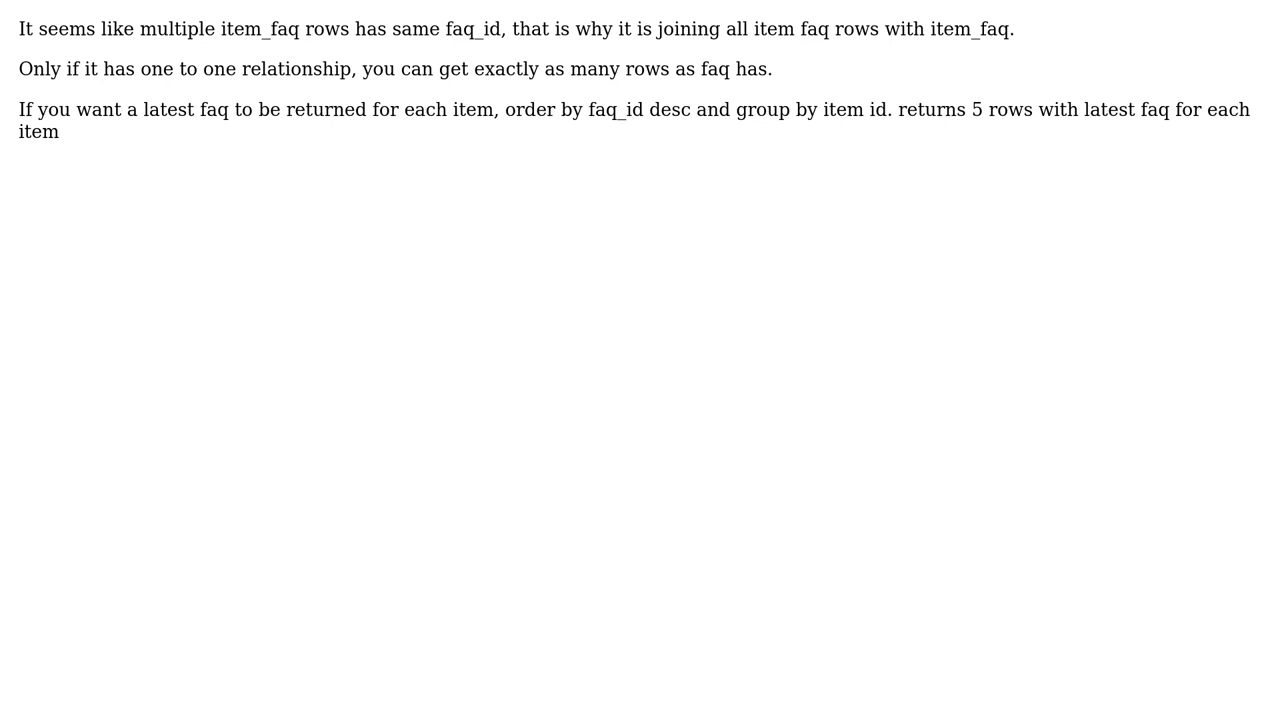 It seems like multiple item_faq rows has same faq_id, that is why it is joining all item faq rows with item_faq.
Only if it has one to one relationship, you can get exactly as many rows as faq has.
If you want a latest faq to be returned for each item, order by faq_id desc and group by item id. returns 5 rows with latest faq for each
item